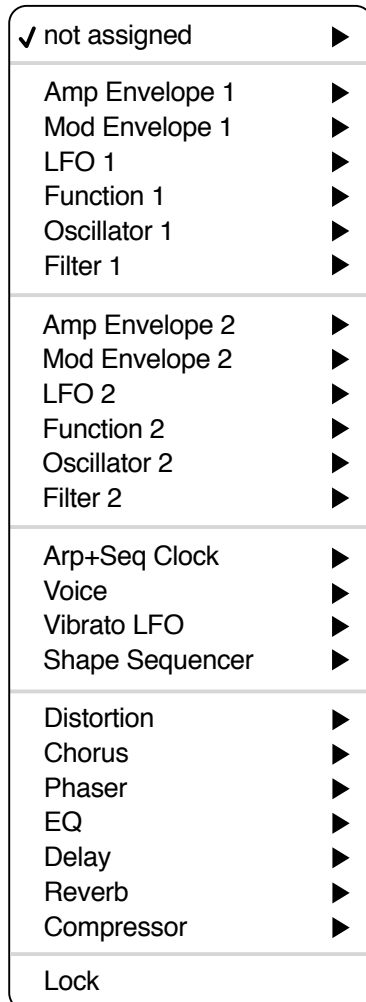 ✓ not assigned ▶
Amp Envelope 1 ▶
Mod Envelope 1 ▶
LFO 1 ▶
Function 1 ▶
Oscillator 1 ▶
Filter 1 ▶
Amp Envelope 2 ▶
Mod Envelope 2 ▶
LFO 2 ▶
Function 2 ▶
Oscillator 2 ▶
Filter 2 ▶
Arp+Seq Clock ▶
Voice ▶
Vibrato LFO ▶
Shape Sequencer ▶
Distortion ▶
Chorus ▶
Phaser ▶
EQ ▶
Delay ▶
Reverb ▶
Compressor ▶
Lock